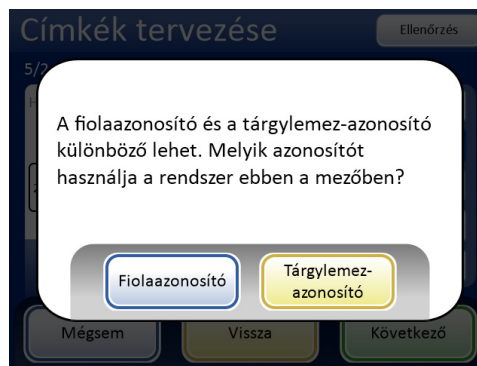 Címkék tervezése
Ellenőrzés
5/2
A fiolaazonosító és a tárgylemez-azonosító
különböző lehet. Melyik azonosítót
használja a rendszer ebben a mezőben?
Fiolaazonosító
Tárgylemez-
azonosító
Mégsem
Vissza
Következő